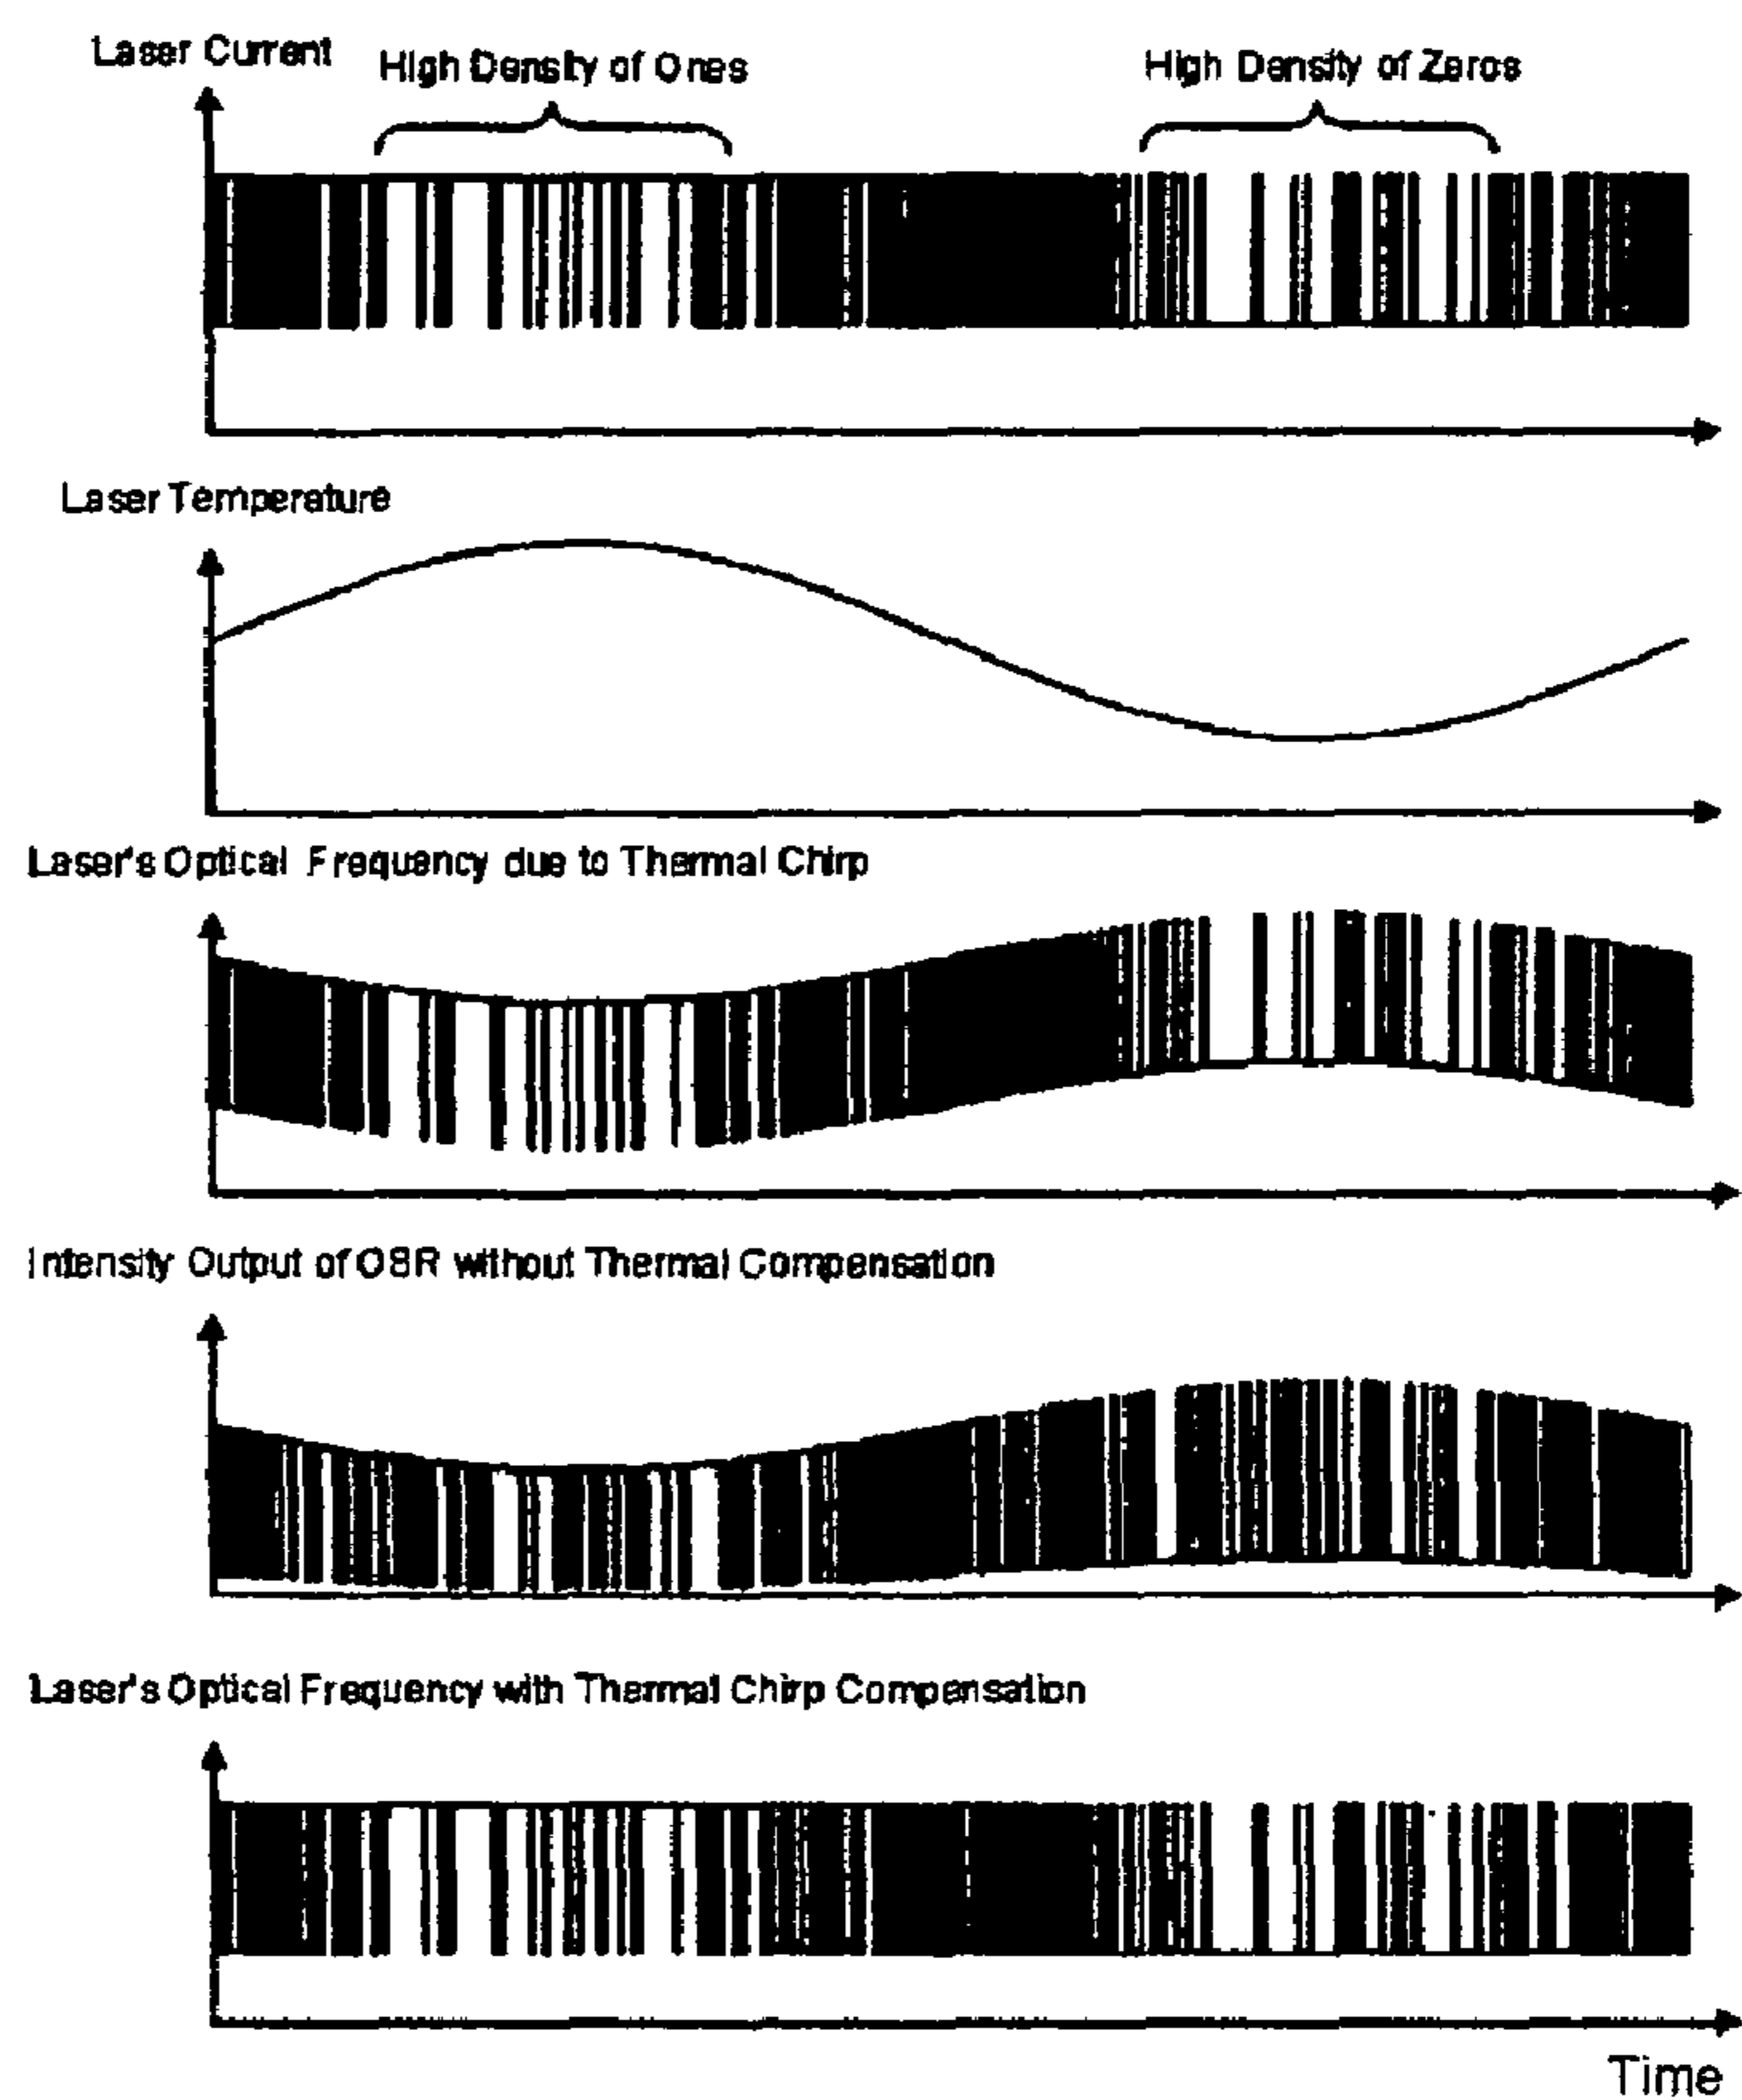 Laser Current
High Density of Ones
High Density of Zeros
Laser Temperature
Laser's Optical Frequency due to Thermal Chirp
Intensity Output of OSR without Thermal Compensation
Laser's Optical Frequency with Thermal Chirp Compensation
Time